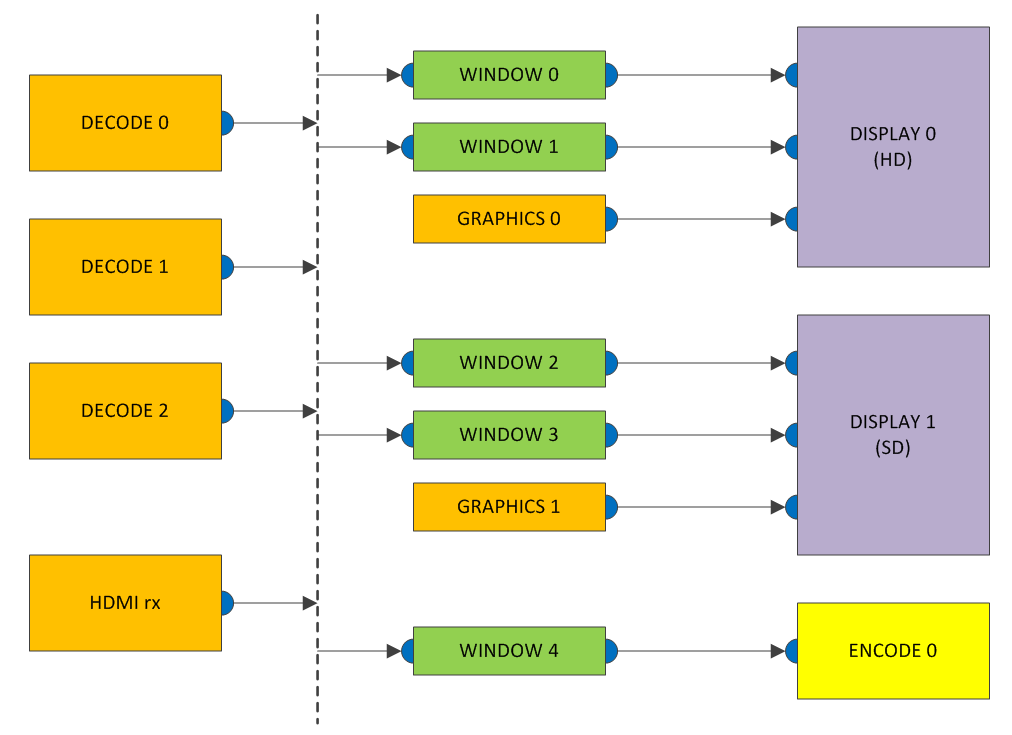 DECODE 0
DECODE 1
DECODE 2
HDMI rx
WINDOW 0
WINDOW 1
GRAPHICS 0
WINDOW 2
WINDOW 3
GRAPHICS 1
WINDOW 4
DISPLAY 0
(HD)
DISPLAY 1
(SD)
ENCODE 0